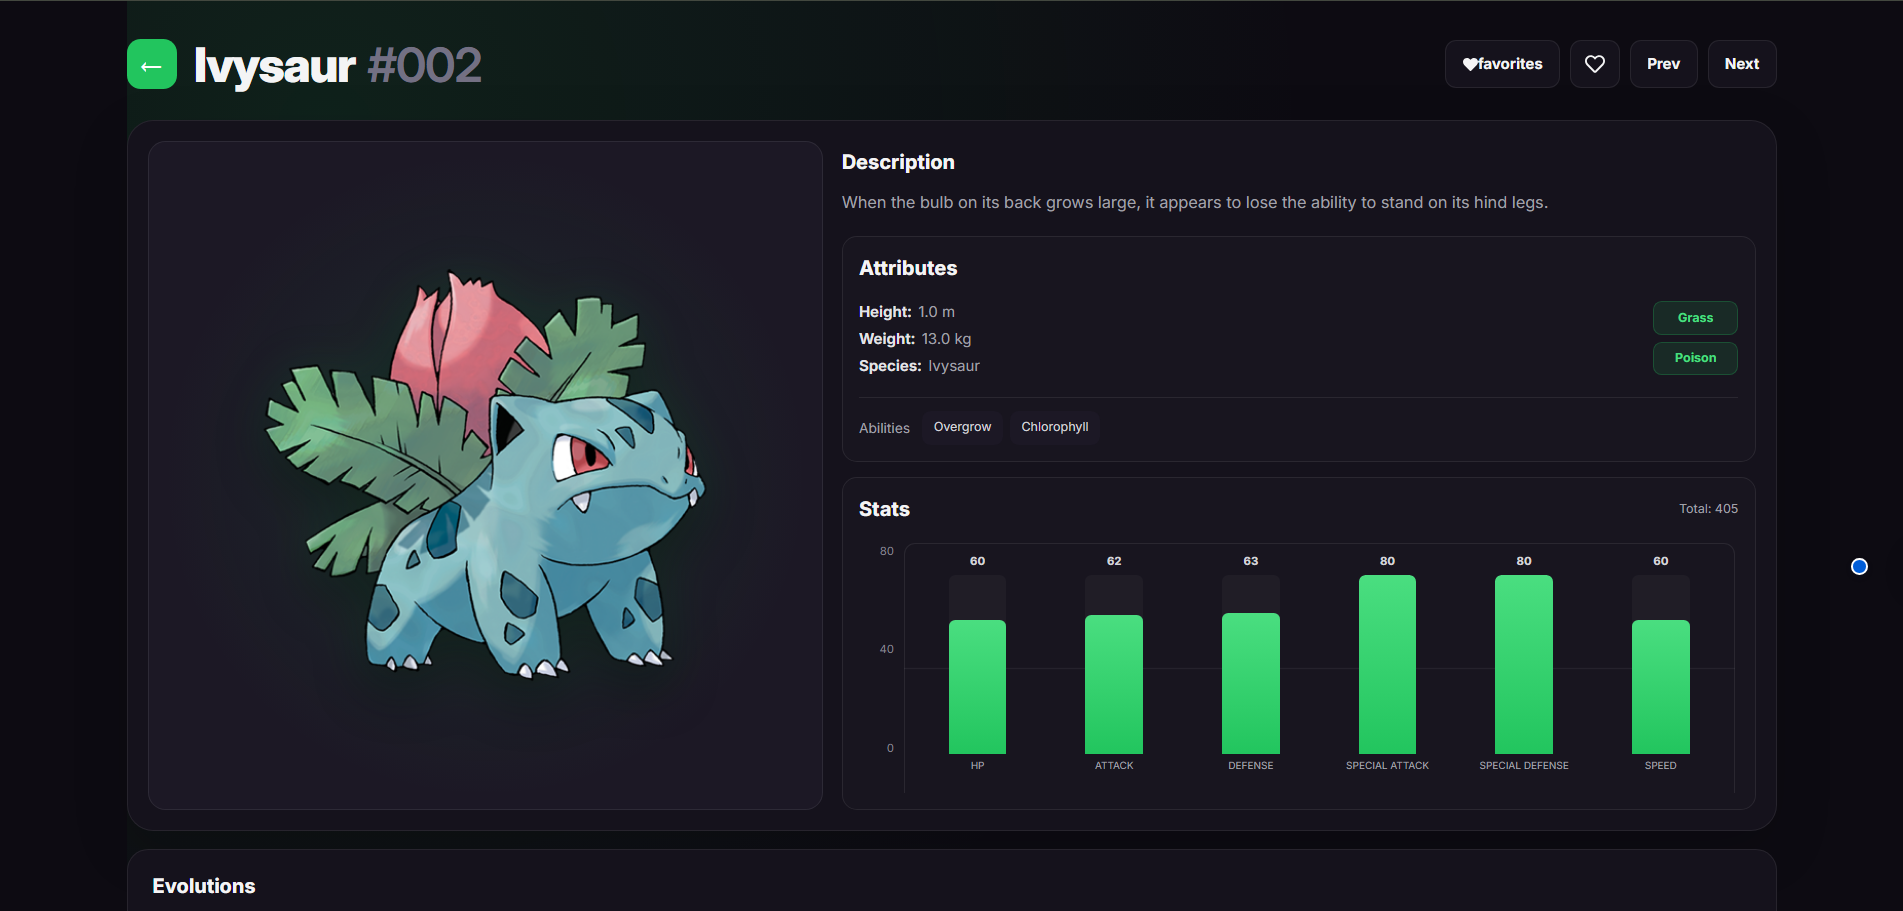 ← Ivysaur #002
♥favorites
Prev
Next
Description
When the bulb on its back grows large, it appears to lose the ability to stand on its hind legs.
Attributes
Height: 1.0 m
Weight: 13.0 kg
Species: Ivysaur
Grass
Poison
Abilities Overgrow Chlorophyll
Stats
Total: 405
80
40
0
60 62 63 80 80 60
HP ATTACK DEFENSE SPECIAL ATTACK SPECIAL DEFENSE SPEED
Evolutions